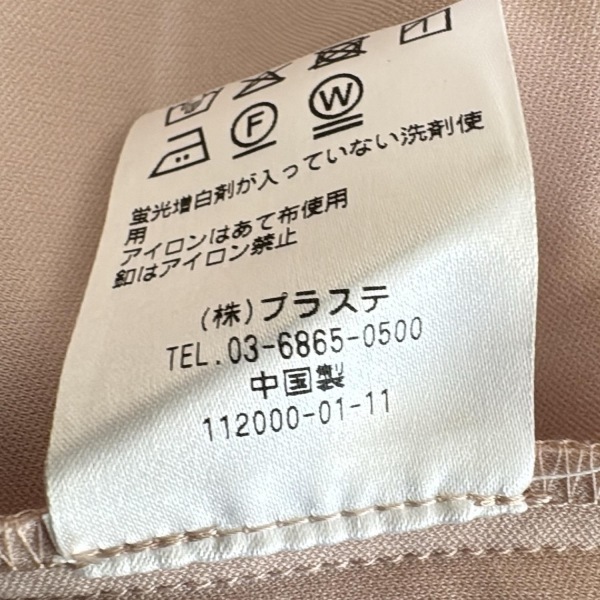 F
W
蛍光増白剤が入っていない洗剤使
用
アイロンはあて布使用
釦はアイロン禁止
(株)プラステ
TEL.03-6865-0500
中国製
112000-01-11